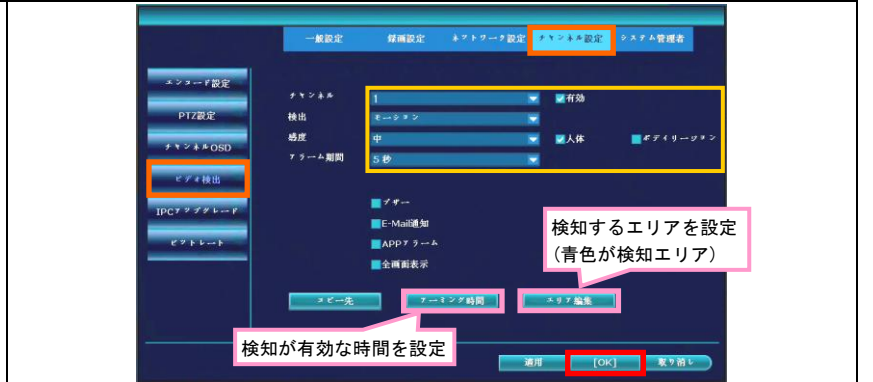 一般設定 録画設定 ネットワーク設定 チャンネル設定 システム管理者
エンコード設定
PTZ設定
チャンネルOSD
ビデオ検出
IPCアップグレード
ビットレート
チャンネル 1 有効
検出 モーション
感度 中 人体 ボディリージョン
アラーム期間 5 秒
ブザー
E-Mail通知
APPアラーム
全画面表示
検知するエリアを設定
(青色が検知エリア)
コピー先 アーミング時間 エリア編集
検知が有効な時間を設定
適用 [OK] 取り消し